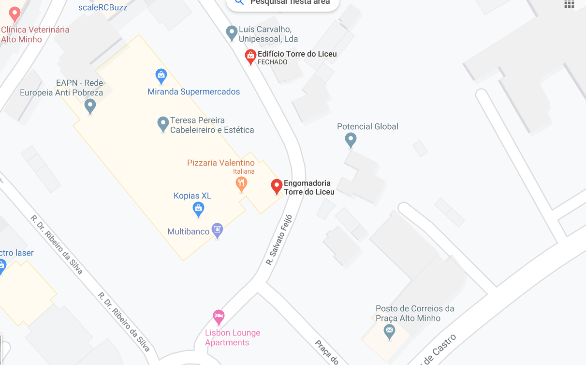 scaleRCBuzz
Pesquisar nesta área
Clínica Veterinária
Alto Minho
Luís Carvalho,
Unipessoal, Lda
Edifício Torre do Liceu
FECHADO
EAPN - Rede
Europeia Anti Pobreza
Miranda Supermercados
Teresa Pereira
Cabeleireiro e Estética
Potencial Global
Pizzaria Valentino
Italiana
Engomadoria
Torre do Liceu
Kopias XL
Multibanco
R. Salvato Feijó
R. Dr. Ribeiro da Silva
ctro laser
R. Dr. Ribeiro da Silva
Lisbon Lounge
Apartments
Posto de Correios da
Praça Alto Minho
Praça do
de Castro